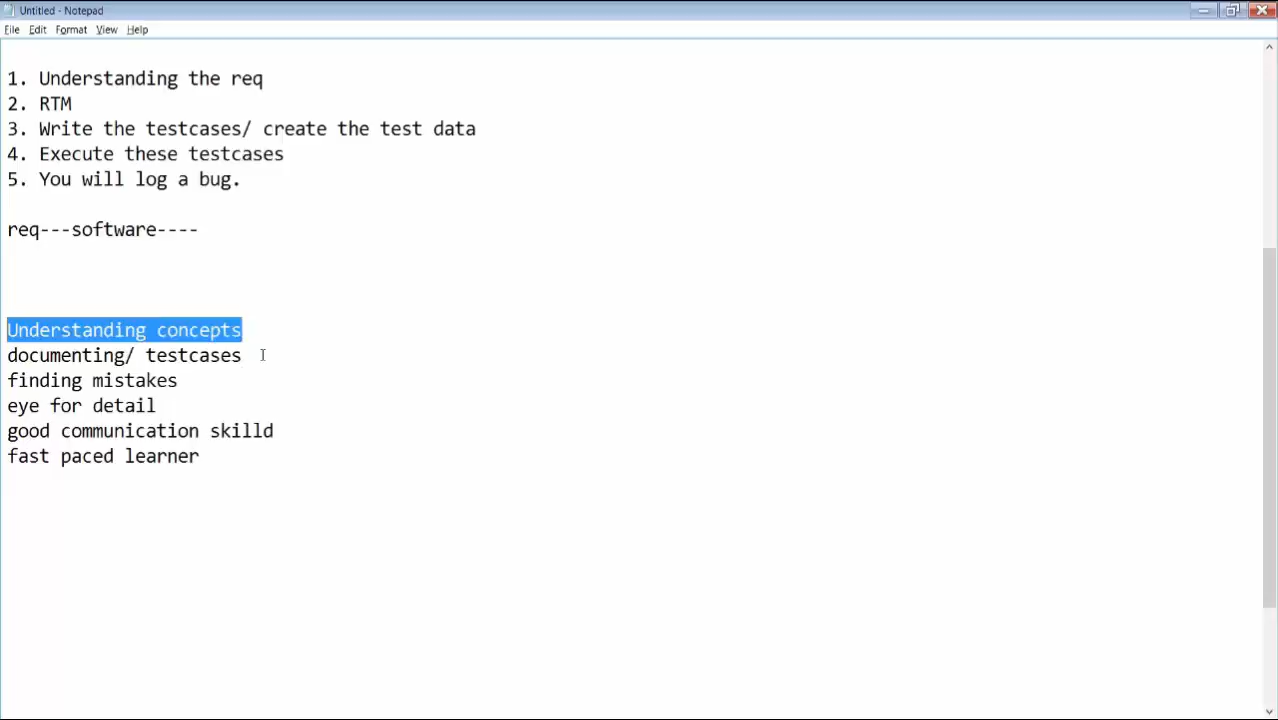 Untitled - Notepad
File Edit Format View Help
1. Understanding the req
2. RTM
3. Write the testcases/ create the test data
4. Execute these testcases
5. You will log a bug.
req---software----
Understanding concepts
documenting/ testcases
finding mistakes
eye for detail
good communication skilld
fast paced learner